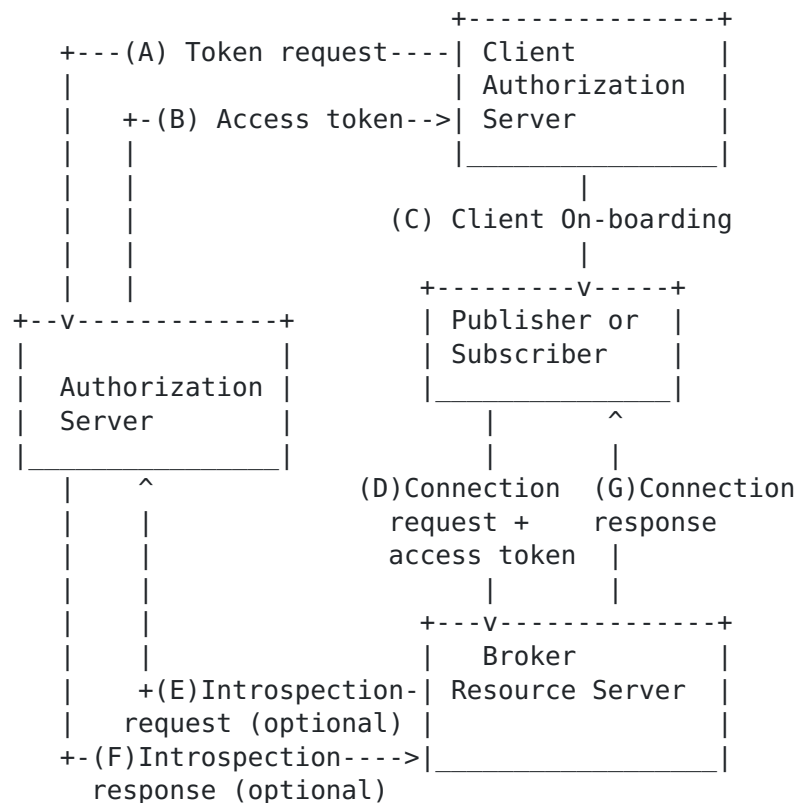 (A) Token request
Client
Authorization
(B) Access token
Server
(C) Client On-boarding
Publisher or
Subscriber
Authorization
Server
(D)Connection (G)Connection
request + response
access token
Broker
(E)Introspection
Resource Server
request (optional)
(F)Introspection
response (optional)